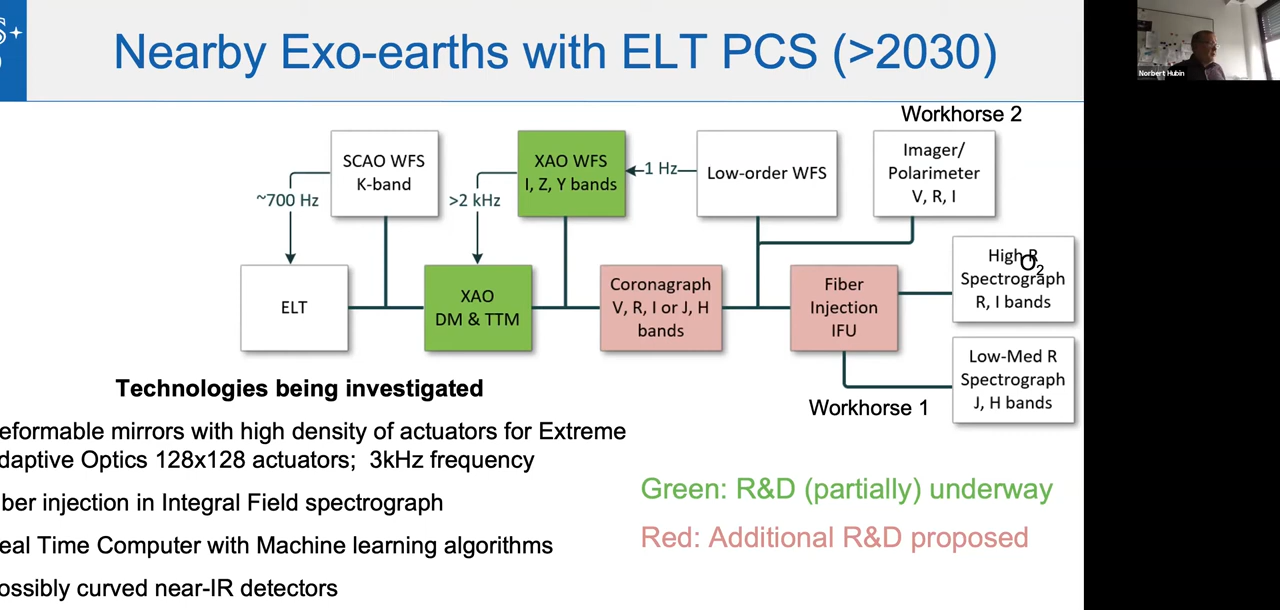 Nearby Exo-earths with ELT PCS (>2030)
Norbert Hubin
Workhorse 2
SCAO WFS
K-band
XAO WFS
I, Z, Y bands
1 Hz
Low-order WFS
Imager/
Polarimeter
V, R, I
~700 Hz
>2 kHz
High R
O2
Spectrograph
R, I bands
ELT
XAO
DM & TTM
Coronagraph
V, R, I or J, H
bands
Fiber
Injection
IFU
Low-Med R
Spectrograph
J, H bands
Workhorse 1
Technologies being investigated
eformable mirrors with high density of actuators for Extreme
daptive Optics 128x128 actuators; 3kHz frequency
iber injection in Integral Field spectrograph
eal Time Computer with Machine learning algorithms
ossibly curved near-IR detectors
Green: R&D (partially) underway
Red: Additional R&D proposed